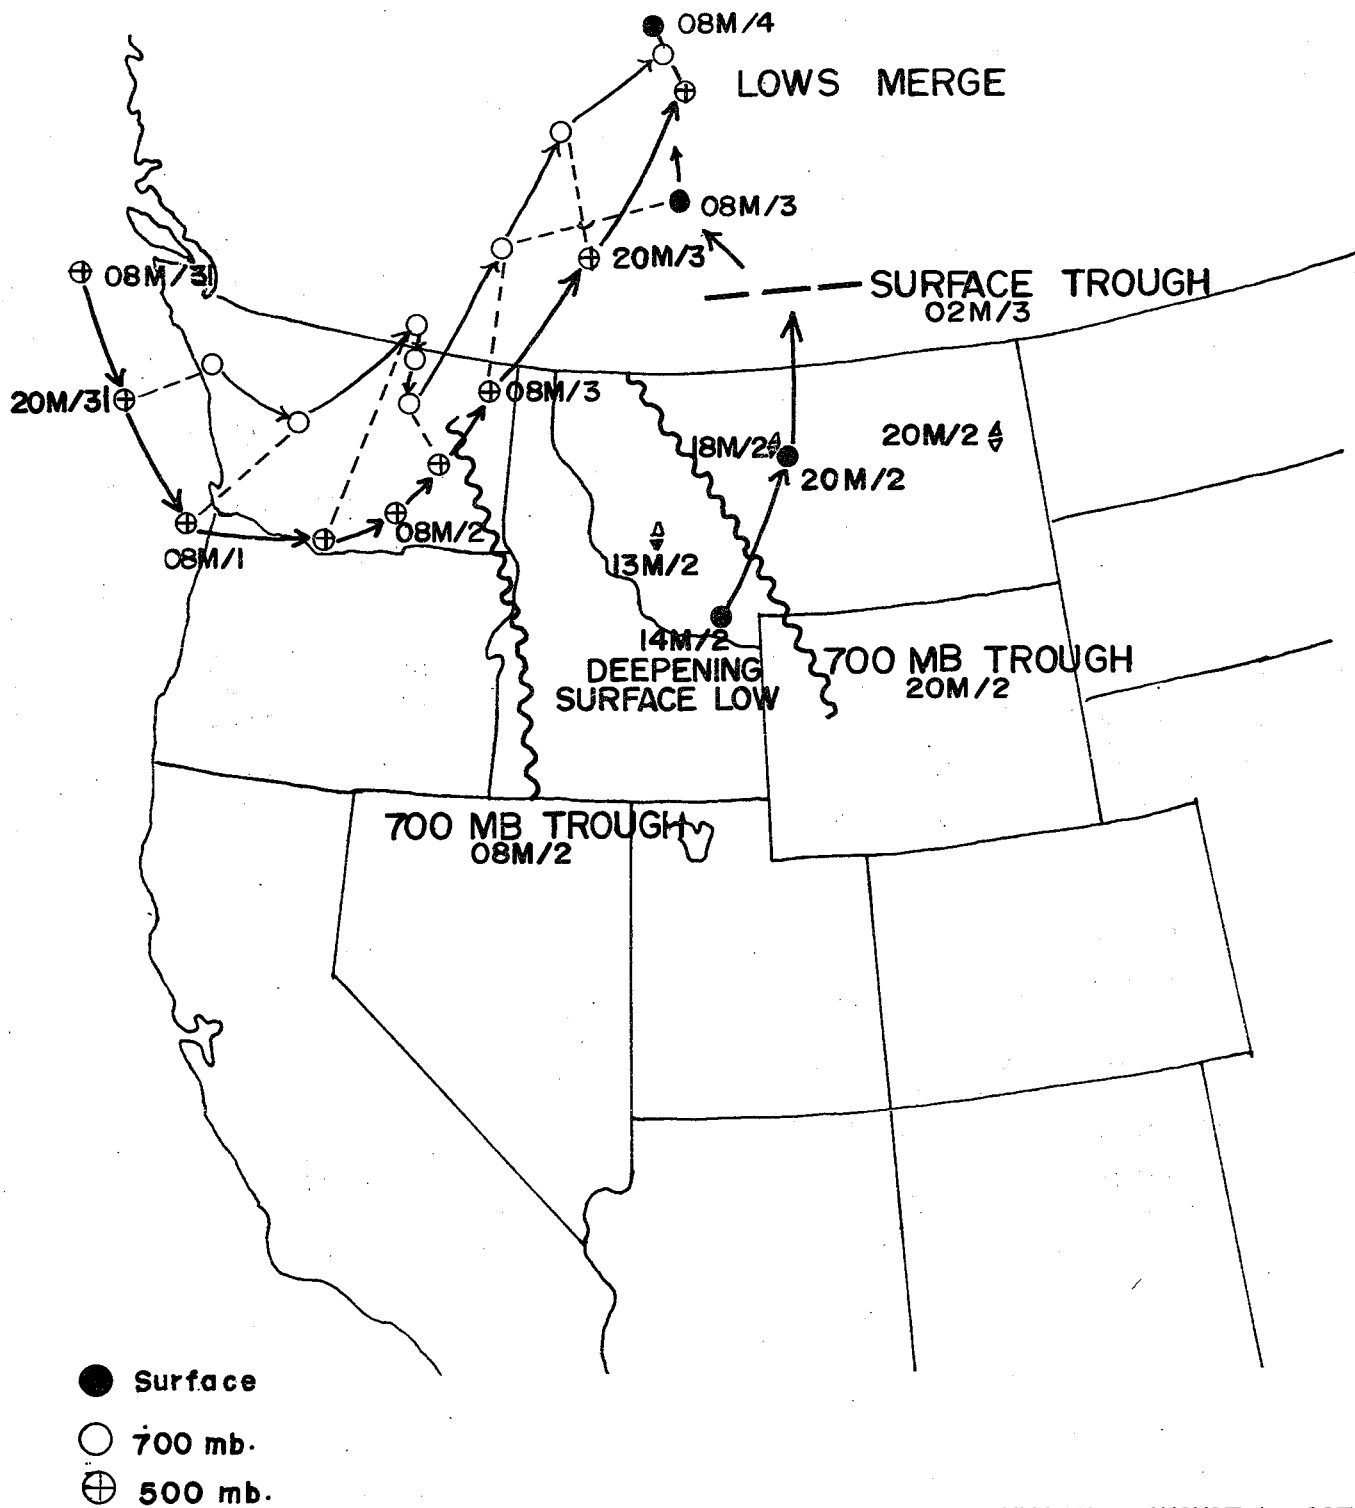 08M/4
LOWS MERGE
08M/3
20M/3
08M/31
SURFACE TROUGH
02M/3
20M/31
08M/3
18M/2
20M/2
20M/2
08M/2
08M/1
13M/2
14M/2
DEEPENING
SURFACE LOW
700 MB TROUGH
20M/2
700 MB TROUGH
08M/2
Surface
700 mb.
500 mb.